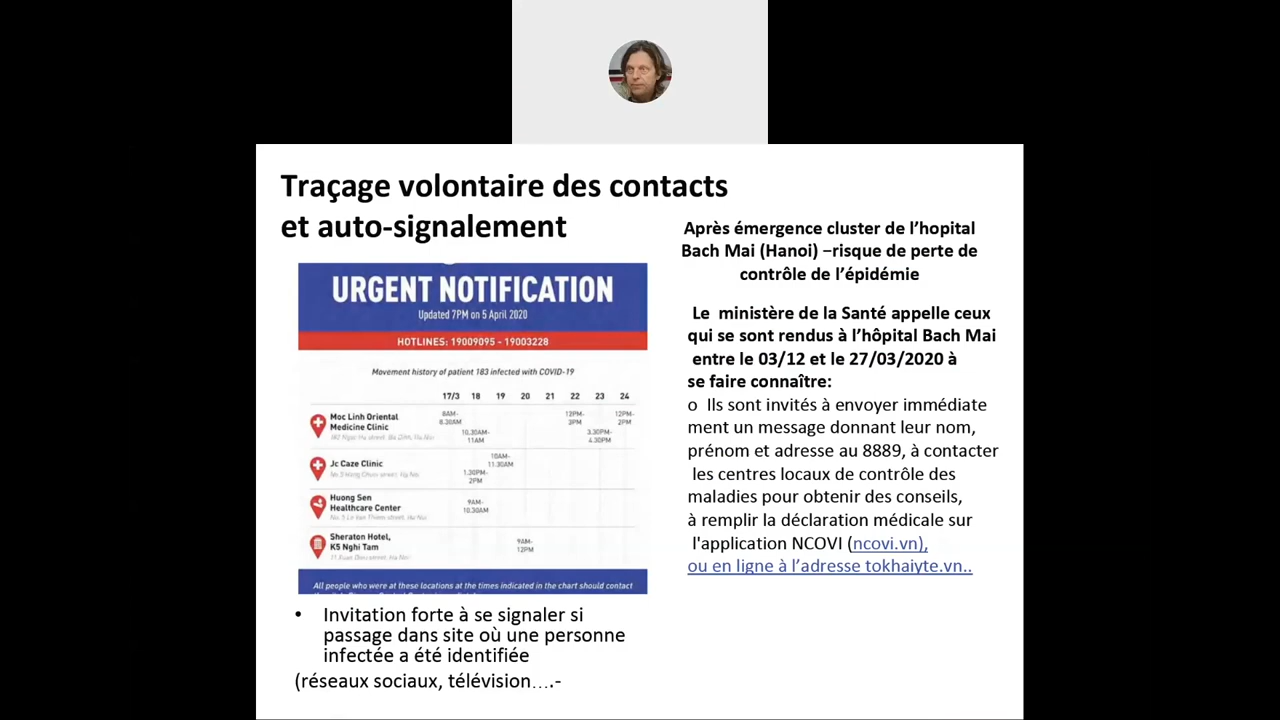 Traçage volontaire des contacts
et auto-signalement
URGENT NOTIFICATION
Updated 7PM on 5 April 2020
HOTLINES: 19009095 - 19003228
Movement history of patient 183 infected with COVID-19
17/3 18 19 20 21 22 23 24
Moc Linh Oriental
Medicine Clinic
8AM-
8.30AM
10.30AM-
11AM
12PM-
3PM
3.30PM-
4.30PM
12PM-
2PM
Jc Caze Clinic
10AM-
11.30AM
1.30PM-
2PM
Huong Sen
Healthcare Center
9AM-
10.30AM
Sheraton Hotel,
K5 Nghi Tam
9AM-
12PM
All people who were at these locations at the times indicated in the chart should contact
• Invitation forte à se signaler si
passage dans site où une personne
infectée a été identifiée
(réseaux sociaux, télévision….-
Après émergence cluster de l’hopital
Bach Mai (Hanoi) –risque de perte de
contrôle de l’épidémie
Le ministère de la Santé appelle ceux
qui se sont rendus à l’hôpital Bach Mai
entre le 03/12 et le 27/03/2020 à
se faire connaître:
o Ils sont invités à envoyer immédiate
ment un message donnant leur nom,
prénom et adresse au 8889, à contacter
les centres locaux de contrôle des
maladies pour obtenir des conseils,
à remplir la déclaration médicale sur
l'application NCOVI (ncovi.vn),
ou en ligne à l’adresse tokhaiyte.vn..